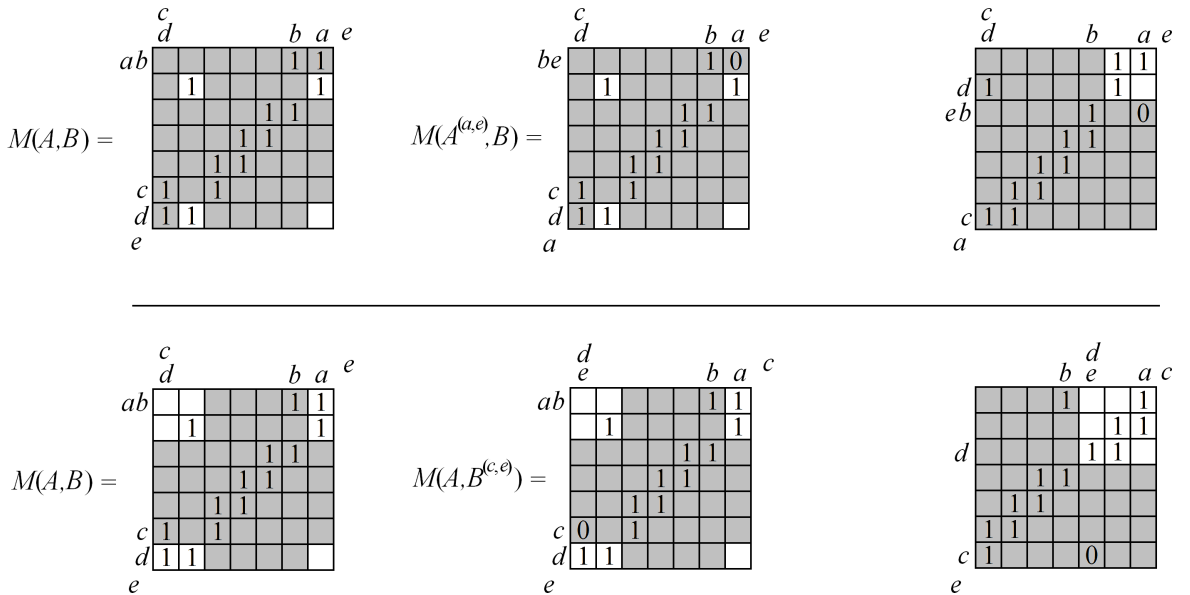 c c c
d b a e d b a e d b a e
ab 1 1 be 1 0 1 1
1 1 1 1 d 1 1
1 1 1 1 eb 1 0
M(A,B) = 1 1 M(A^(a,e),B) = 1 1 1 1
1 1 1 1 1 1
c 1 1 c 1 1 1 1
d 1 1 d 1 1 c 1 1
e a a
c d d
d b a e e b a c b e a c
ab 1 1 ab 1 1 1 1
1 1 1 1 1 1
1 1 1 1 d 1 1
M(A,B) = 1 1 M(A,B^(c,e)) = 1 1 1 1
1 1 1 1 1 1
c 1 1 c 0 1 1 1
d 1 1 d 1 1 c 1 0
e e e